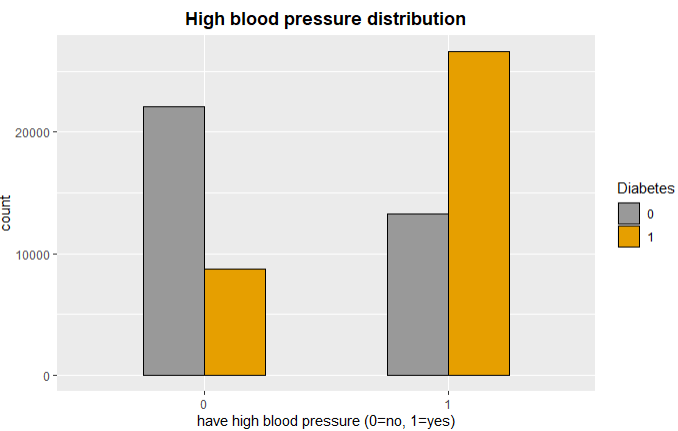 High blood pressure distribution
count
20000
10000
0
0
1
have high blood pressure (0=no, 1=yes)
Diabetes
0
1